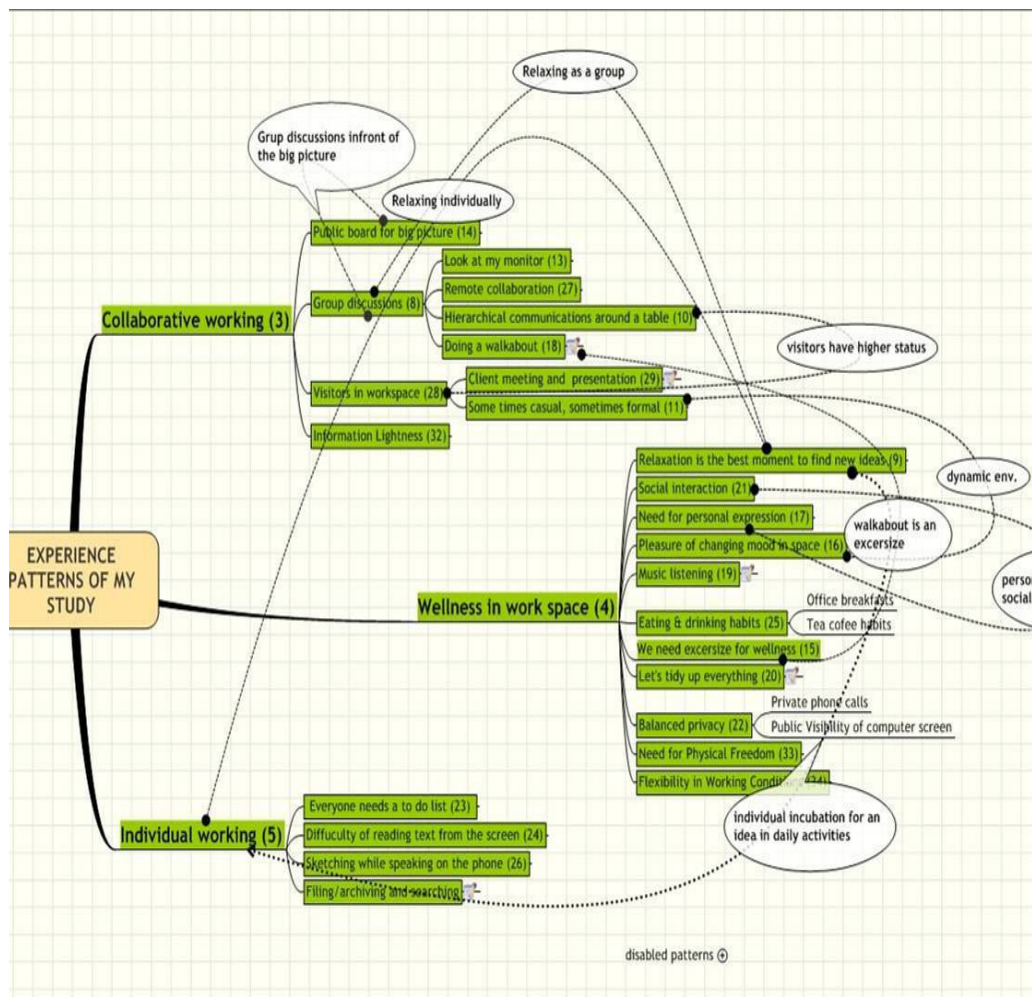 Relaxing as a group
Grup discussions infront of
the big picture
Relaxing individually
Public board for big picture (14)
Look at my monitor (13)
Group discussions (8)
Remote collaboration (27)
Hierarchical communications around a table (10)
Collaborative working (3)
Doing a walkabout (18)
visitors have higher status
Client meeting and presentation (29)
Visitors in workspace (28)
Some times casual, sometimes formal (11)
Information Lightness (32)
Relaxation is the best moment to find new ideas (9)
dynamic env.
Social interaction (21)
Need for personal expression (17)
walkabout is an
excersize
Pleasure of changing mood in space (16)
EXPERIENCE
PATTERNS OF MY
STUDY
Music listening (19)
social
Wellness in work space (4)
Office breakfasts
Eating & drinking habits (25)
Tea cofee habits
We need excersize for wellness (15)
Let's tidy up everything (20)
Private phone calls
Balanced privacy (22)
Public Visibility of computer screen
Need for Physical Freedom (33)
Flexibility in Working
individual incubation for an
idea in daily activities
Everyone needs a to do list (23)
Individual working (5)
Diffuculty of reading text from the screen (24)
Sketching while speaking on the phone (26)
Filing/archiving and searching
disabled patterns